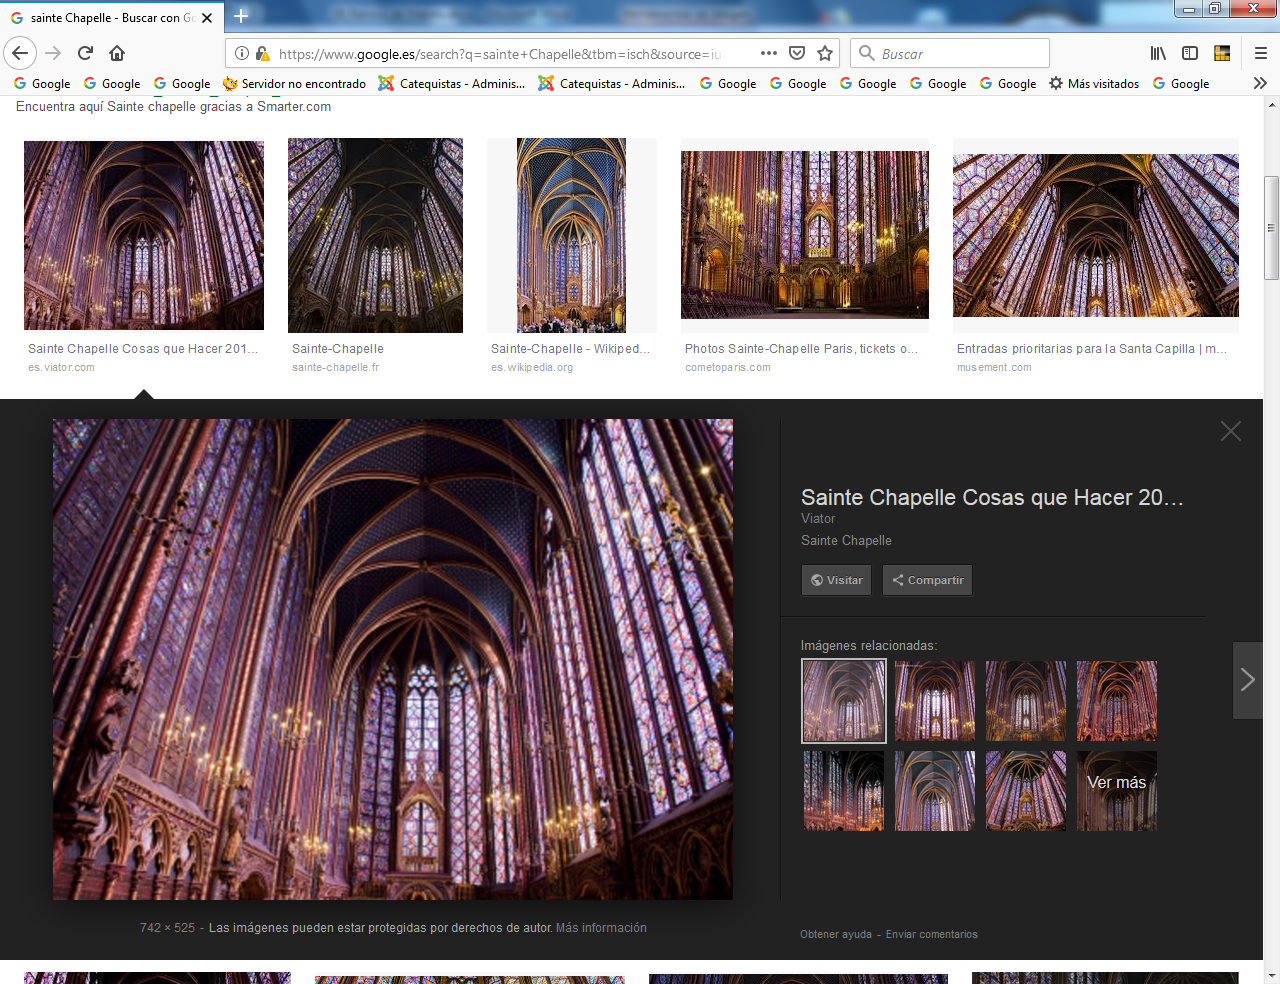 sainte Chapelle - Buscar con Go
https://www.google.es/search?q=sainte+Chapelle&tbm=isch&source=iu
Buscar
Google
Google
Google
Servidor no encontrado
Catequistas - Adminis...
Catequistas - Adminis...
Google
Google
Google
Google
Google
Más visitados
Google
Encuentra aquí Sainte chapelle gracias a Smarter.com
Sainte Chapelle Cosas que Hacer 201...
es.viator.com
Sainte-Chapelle
sainte-chapelle.fr
Sainte-Chapelle - Wikiped...
es.wikipedia.org
Photos Sainte-Chapelle Paris, tickets o...
cometoparis.com
Entradas prioritarias para la Santa Capilla | m...
musement.com
Sainte Chapelle Cosas que Hacer 20...
Viator
Sainte Chapelle
Visitar
Compartir
Imágenes relacionadas:
Ver más
742 × 525 - Las imágenes pueden estar protegidas por derechos de autor. Más información
Obtener ayuda - Enviar comentarios